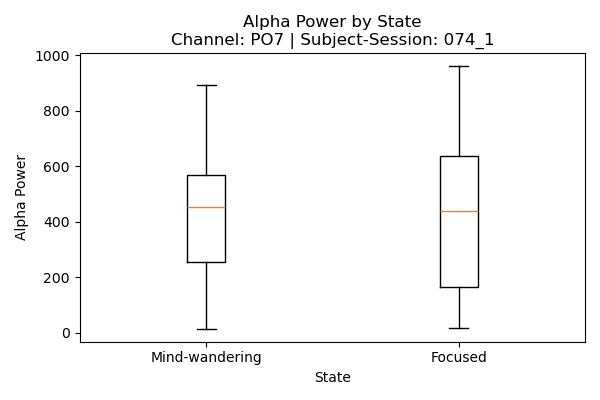 Alpha Power by State
Channel: PO7 | Subject-Session: 074_1
1000
800
600
400
200
0
Alpha Power
Mind-wandering
Focused
State